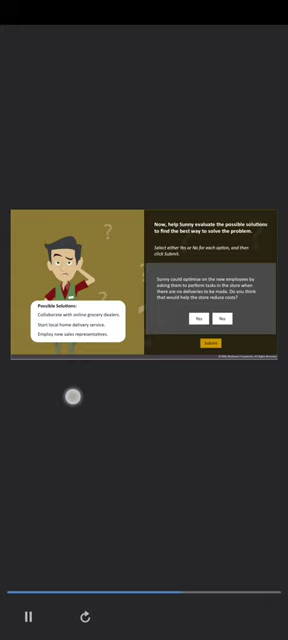 Now, help Sunny evaluate the possible solutions
to find the best way to solve the problem.
Select either Yes or No for each option, and then
click Submit.
Sunny could optimise on the new employees by
asking them to perform tasks in the store when
there are no deliveries to be made. Do you think
that would help the store reduce costs?
Yes
No
Submit
Possible Solutions:
Collaborate with online grocery dealers.
Start local home delivery service.
Employ new sales representatives.